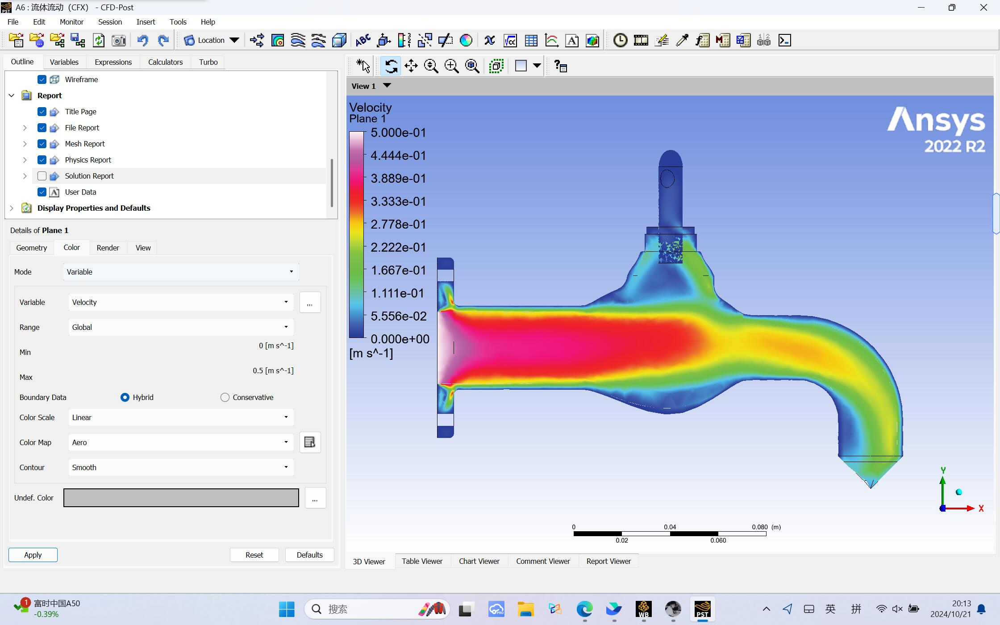 A6 : 流体流动（CFX） - CFD-Post
File Edit Monitor Session Insert Tools Help
Location
Outline Variables Expressions Calculators Turbo
Wireframe
Report
Title Page
File Report
Mesh Report
Physics Report
Solution Report
User Data
Display Properties and Defaults
Details of Plane 1
Geometry Color Render View
Mode Variable
Variable Velocity ...
Range Global
Min 0 [m s^-1]
Max 0.5 [m s^-1]
Boundary Data Hybrid Conservative
Color Scale Linear
Color Map Aero
Contour Smooth
Undef. Color ...
Apply Reset Defaults
View 1
Velocity
Plane 1
5.000e-01
4.444e-01
3.889e-01
3.333e-01
2.778e-01
2.222e-01
1.667e-01
1.111e-01
5.556e-02
0.000e+00
[m s^-1]
Ansys
2022 R2
Y
X
0 0.04 0.080 (m)
0.02 0.060
3D Viewer Table Viewer Chart Viewer Comment Viewer Report Viewer
1
富时中国A50
-0.39%
搜索
PRO
WB
PST
英
拼
20:13
2024/10/21